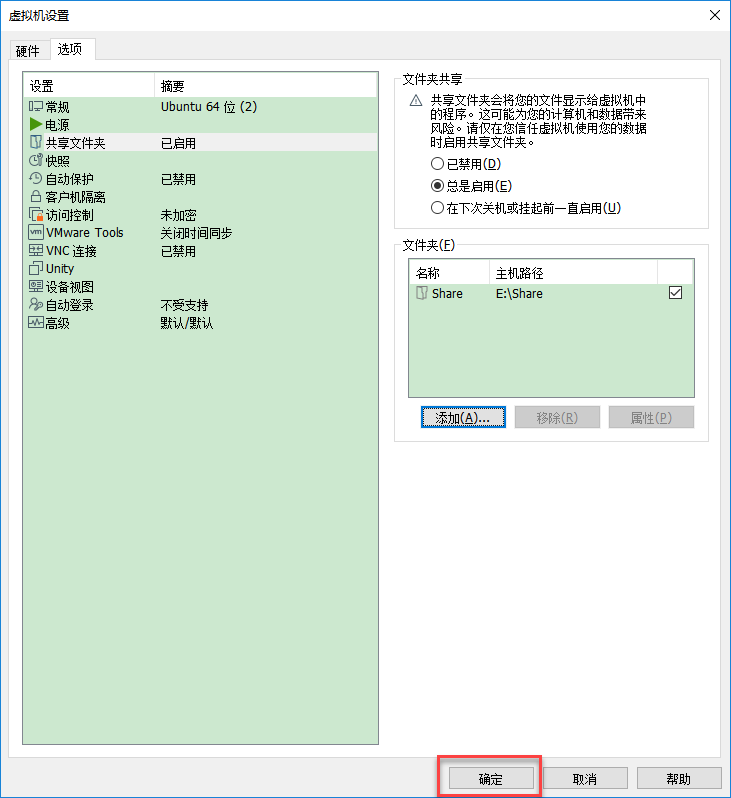 虚拟机设置
硬件
选项
设置
摘要
常规
Ubuntu 64 位 (2)
电源
共享文件夹
已启用
快照
自动保护
已禁用
客户机隔离
访问控制
未加密
vm
VMware Tools
关闭时间同步
VNC 连接
已禁用
Unity
设备视图
自动登录
不受支持
高级
默认/默认
文件夹共享
共享文件夹会将您的文件显示给虚拟机中
的程序。这可能为您的计算机和数据带来
风险。请仅在您信任虚拟机使用您的数据
时启用共享文件夹。
已禁用(D)
总是启用(E)
在下次关机或挂起前一直启用(U)
文件夹(F)
名称
主机路径
Share
E:\Share
添加(A)...
移除(R)
属性(P)
确定
取消
帮助